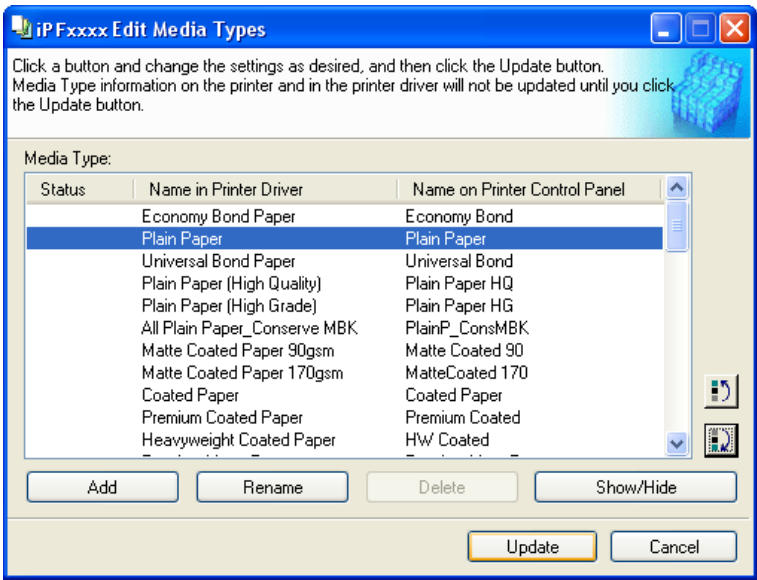 iPFxxxx Edit Media Types
Click a button and change the settings as desired, and then click the Update button.
Media Type information on the printer and in the printer driver will not be updated until you click
the Update button.
Media Type:
Status Name in Printer Driver Name on Printer Control Panel
Economy Bond Paper Economy Bond
Plain Paper Plain Paper
Universal Bond Paper Universal Bond
Plain Paper (High Quality) Plain Paper HQ
Plain Paper (High Grade) Plain Paper HG
All Plain Paper_Conserve MBK PlainP_ConsMBK
Matte Coated Paper 90gsm Matte Coated 90
Matte Coated Paper 170gsm MatteCoated 170
Coated Paper Coated Paper
Premium Coated Paper Premium Coated
Heavyweight Coated Paper HW Coated
Add Rename Delete Show/Hide
Update Cancel